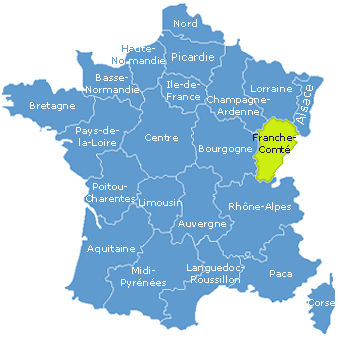 Nord
Haute-
Normandie
Picardie
Basse-
Normandie
Ile-de-
France
Champagne-
Ardenne
Lorraine
Alsace
Bretagne
Pays-de-
la-Loire
Centre
Bourgogne
Franche-
Comté
Poitou-
Charentes
Limousin
Auvergne
Rhône-Alpes
Aquitaine
Midi-
Pyrénées
Languedoc-
Roussillon
Paca
Corse